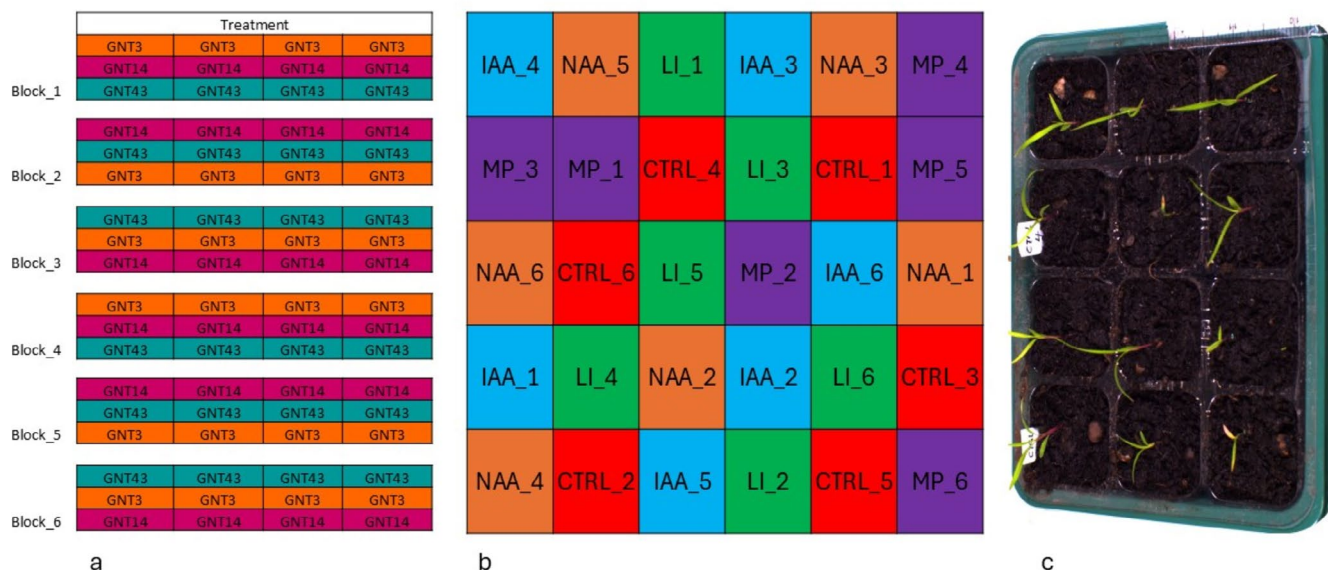 Treatment
GNT3 GNT3 GNT3 GNT3
GNT14 GNT14 GNT14 GNT14
Block_1 GNT43 GNT43 GNT43 GNT43
GNT14 GNT14 GNT14 GNT14
GNT43 GNT43 GNT43 GNT43
Block_2 GNT3 GNT3 GNT3 GNT3
GNT43 GNT43 GNT43 GNT43
GNT3 GNT3 GNT3 GNT3
Block_3 GNT14 GNT14 GNT14 GNT14
GNT3 GNT3 GNT3 GNT3
GNT14 GNT14 GNT14 GNT14
Block_4 GNT43 GNT43 GNT43 GNT43
GNT14 GNT14 GNT14 GNT14
GNT43 GNT43 GNT43 GNT43
Block_5 GNT3 GNT3 GNT3 GNT3
GNT43 GNT43 GNT43 GNT43
GNT3 GNT3 GNT3 GNT3
Block_6 GNT14 GNT14 GNT14 GNT14
a
IAA_4 NAA_5 LI_1 IAA_3 NAA_3 MP_4
MP_3 MP_1 CTRL_4 LI_3 CTRL_1 MP_5
NAA_6 CTRL_6 LI_5 MP_2 IAA_6 NAA_1
IAA_1 LI_4 NAA_2 IAA_2 LI_6 CTRL_3
NAA_4 CTRL_2 IAA_5 LI_2 CTRL_5 MP_6
b
c